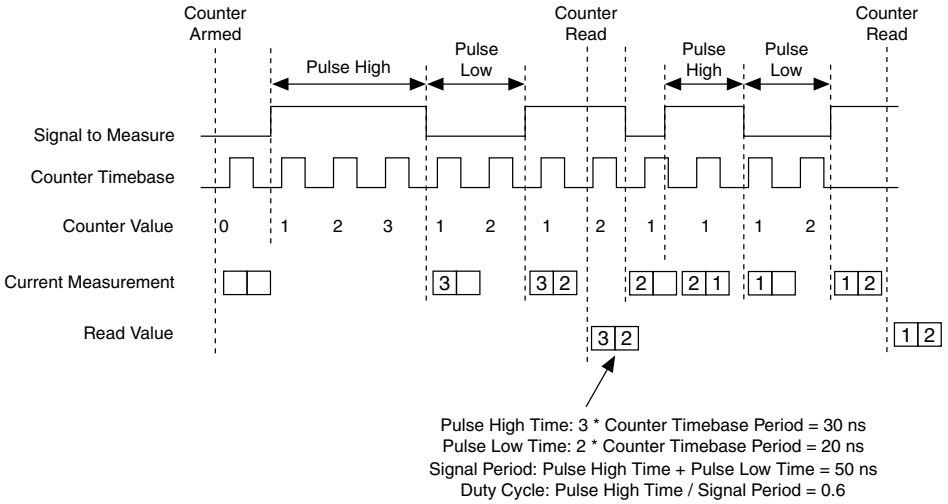 Counter Armed
Counter Read
Counter Read
Pulse High
Pulse Low
Pulse High
Pulse Low
Signal to Measure
Counter Timebase
Counter Value 0 1 2 3 1 2 1 2 1 1 1 2
Current Measurement 3 3 2 2 2 1 1 1 2
Read Value 3 2 1 2
Pulse High Time: 3 * Counter Timebase Period = 30 ns
Pulse Low Time: 2 * Counter Timebase Period = 20 ns
Signal Period: Pulse High Time + Pulse Low Time = 50 ns
Duty Cycle: Pulse High Time / Signal Period = 0.6